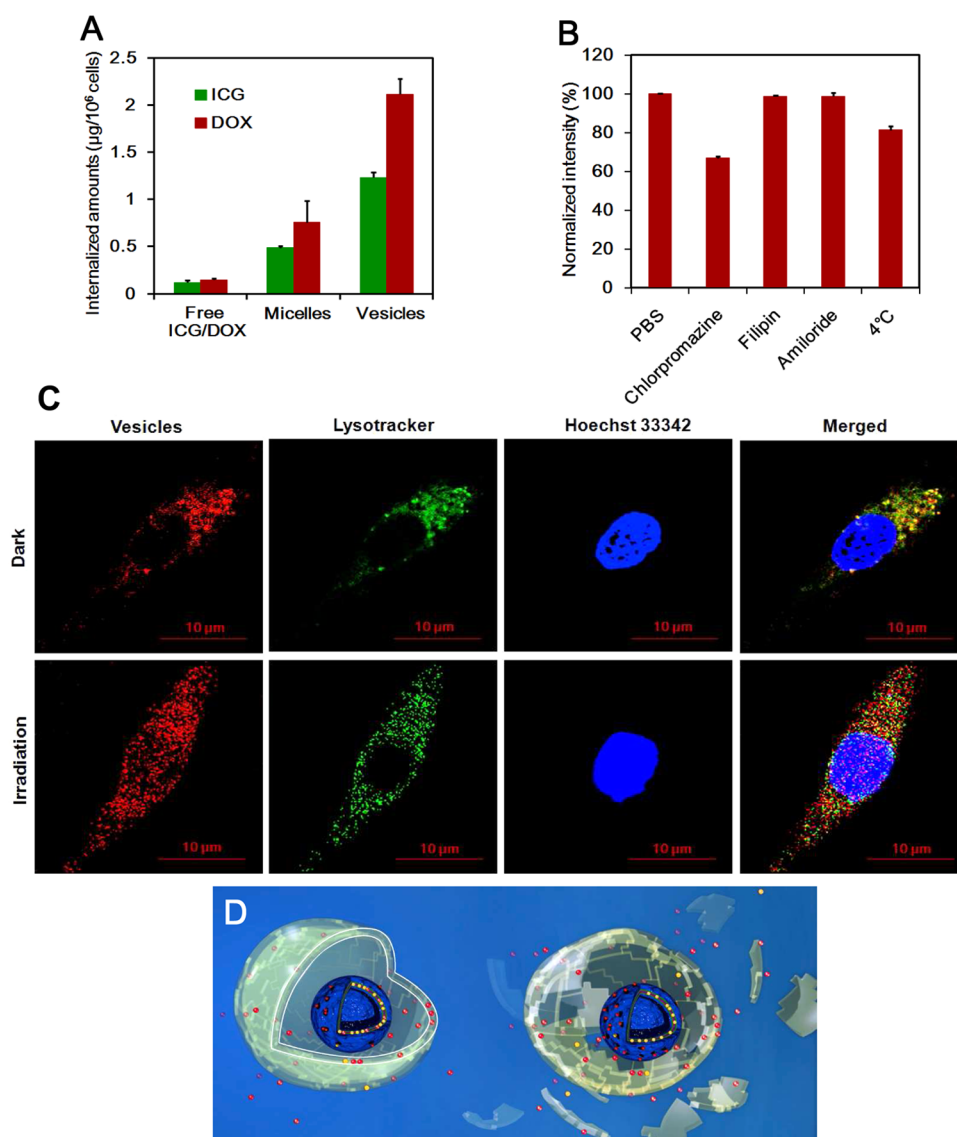 A
Internalized amounts (µg/10⁶ cells)
2.5
2
1.5
1
0.5
0
ICG
DOX
Free
ICG/DOX
Micelles
Vesicles
B
Normalized intensity (%)
120
100
80
60
40
20
0
PBS
Chlorpromazine
Filipin
Amiloride
4°C
C
Vesicles
Lysotracker
Hoechst 33342
Merged
Dark
10 µm
10 µm
10 µm
10 µm
Irradiation
10 µm
10 µm
10 µm
10 µm
D